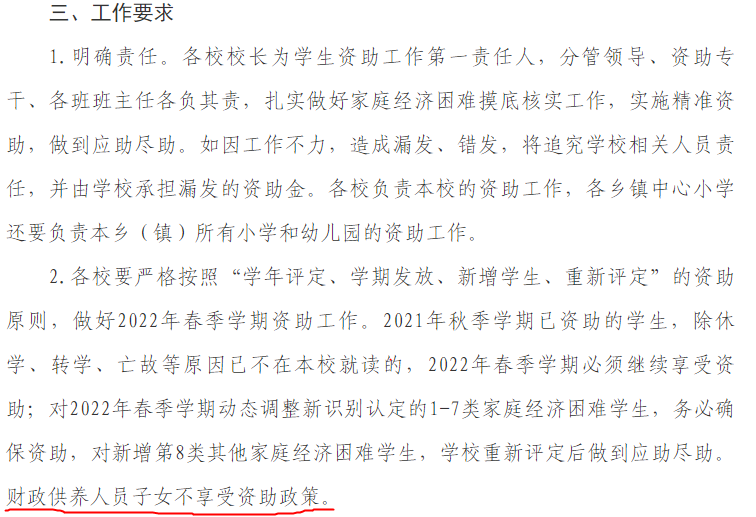 三、工作要求
1.明确责任。各校校长为学生资助工作第一责任人，分管领导、资助专
干、各班班主任各负其责，扎实做好家庭经济困难摸底核实工作，实施精准资
助，做到应助尽助。如因工作不力，造成漏发、错发，将追究学校相关人员责
任，并由学校承担漏发的资助金。各校负责本校的资助工作，各乡镇中心小学
还要负责本乡（镇）所有小学和幼儿园的资助工作。
2.各校要严格按照“学年评定、学期发放、新增学生、重新评定”的资助
原则，做好2022年春季学期资助工作。2021年秋季学期已资助的学生，除休
学、转学、亡故等原因已不在本校就读的，2022年春季学期必须继续享受资
助；对2022年春季学期动态调整新识别认定的1-7类家庭经济困难学生，务必确
保资助，对新增第8类其他家庭经济困难学生，学校重新评定后做到应助尽助。
财政供养人员子女不享受资助政策。